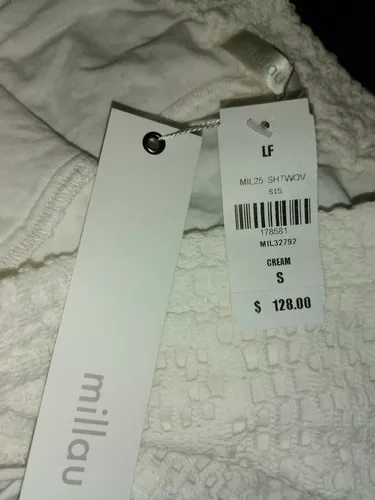 LF
MIL25 SHTWOV
S15
178581
MIL32792
CREAM
S
$ 128.00
millau